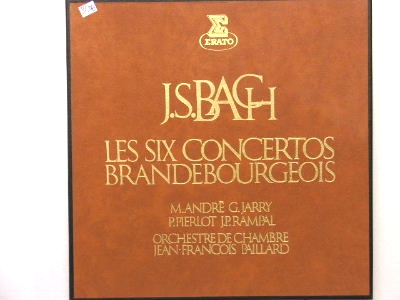 ERATO
J.S.BACH
LES SIX CONCERTOS
BRANDEBOURGEOIS
M.ANDRÉ G.JARRY
P.PIERLOT J.P.RAMPAL
ORCHESTRE DE CHAMBRE
JEAN-FRANÇOIS PAILLARD